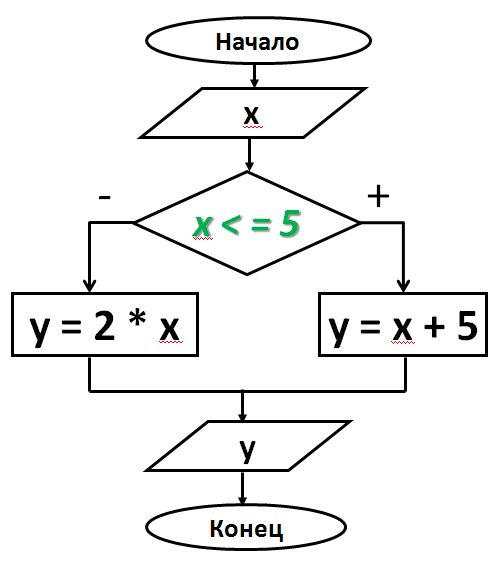 Начало
x
- +
x < = 5
y = 2 * x
y = x + 5
y
Конец